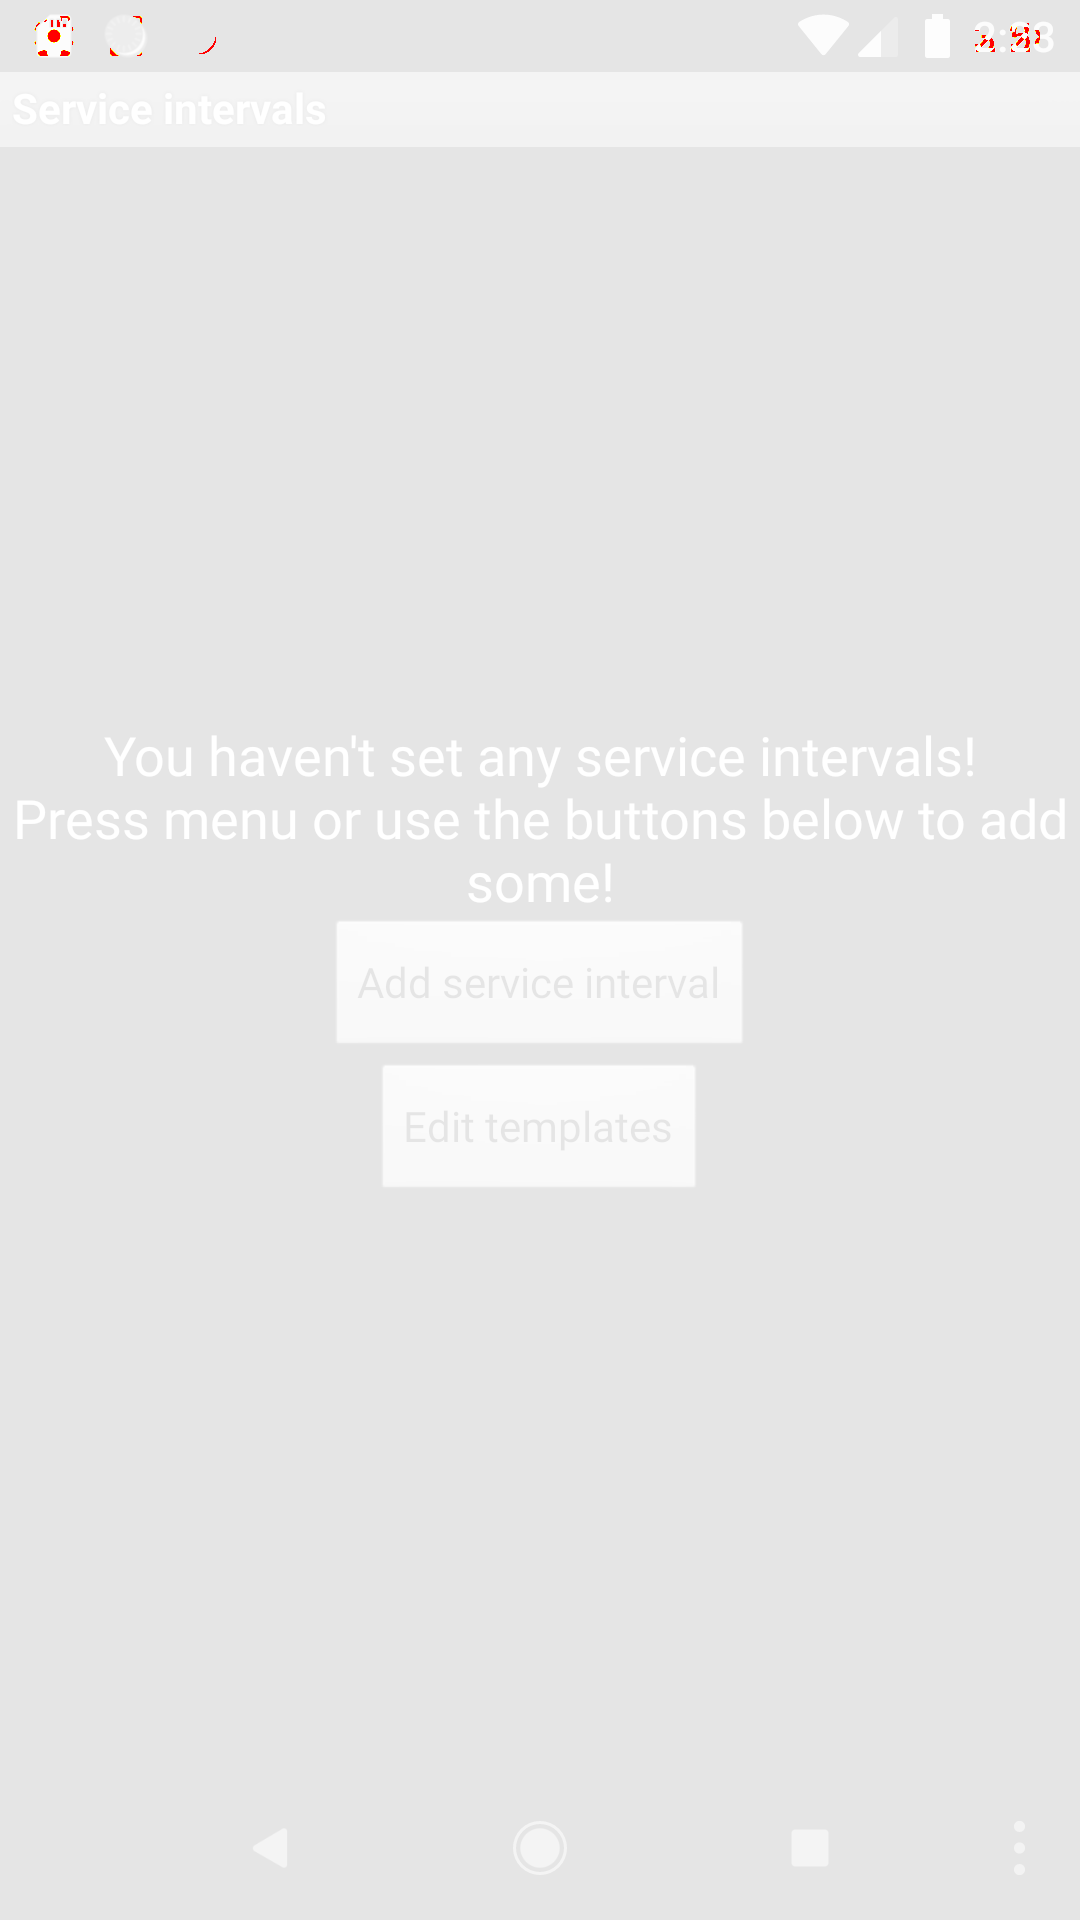 Service intervals
You haven't set any service intervals!
Press menu or use the buttons below to add
some!
Add service interval
Edit templates